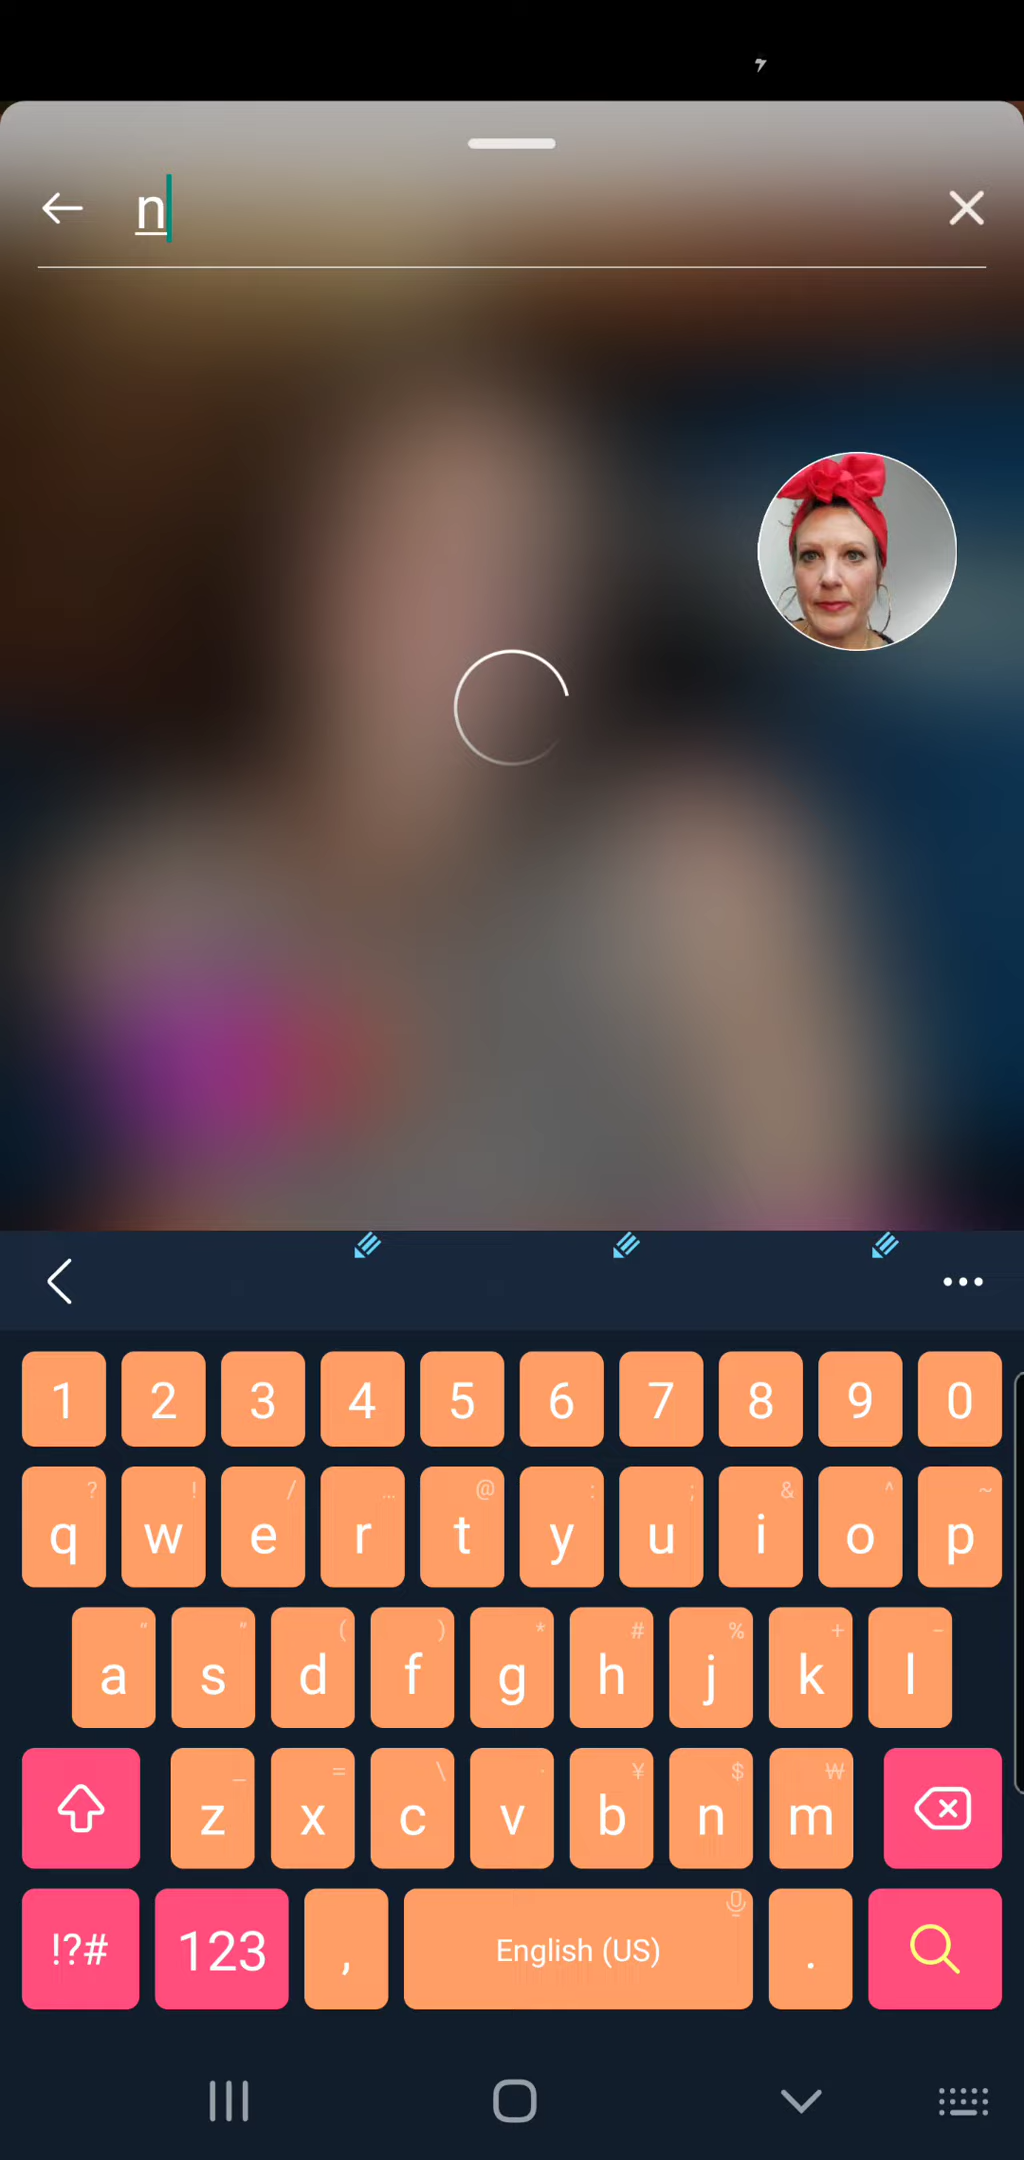 n
1 2 3 4 5 6 7 8 9 0
? ! / … @ : ; & ^ ~
q w e r t y u i o p
" " ( ) * # % + -
a s d f g h j k l
_ = \ · ¥ $ ₩
z x c v b n m
!?# 123 , English (US) .